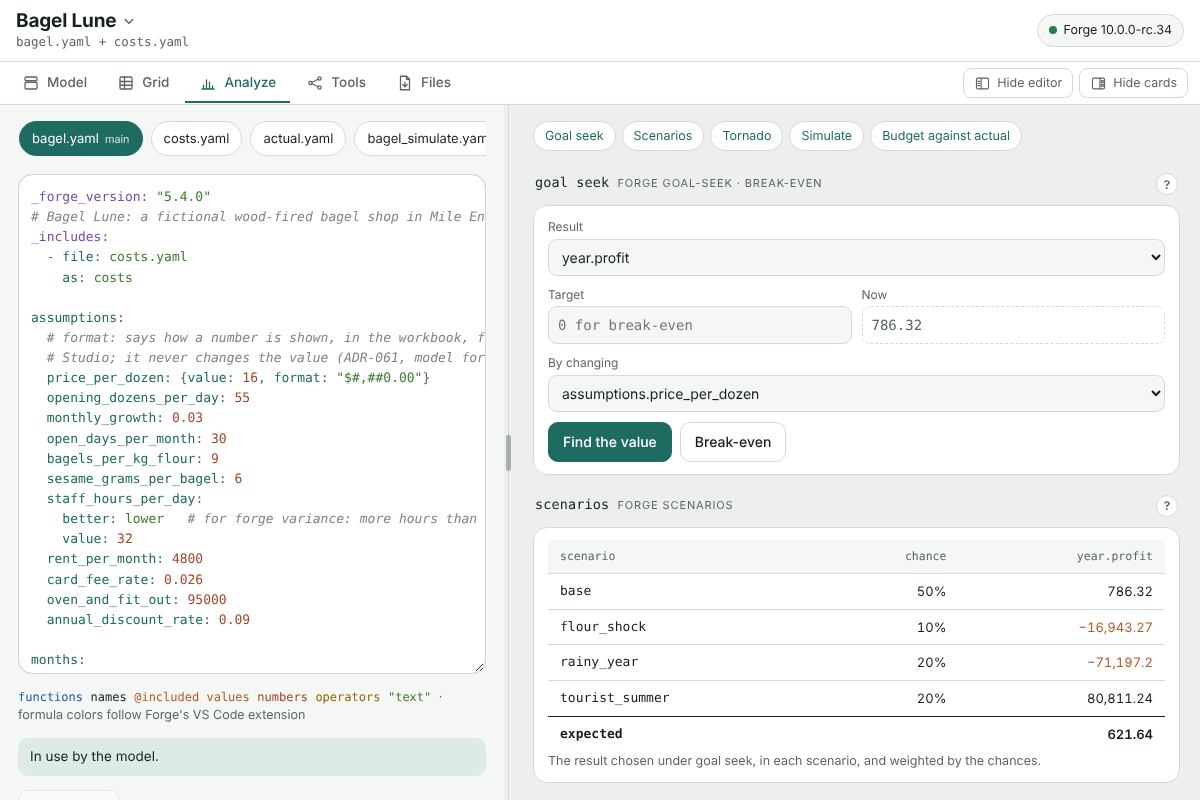 Bagel Lune
bagel.yaml + costs.yaml
Forge 10.0.0-rc.34
Model
Grid
Analyze
Tools
Files
Hide editor
Hide cards
bagel.yaml main
costs.yaml
actual.yaml
bagel_simulate.yam
_forge_version: "5.4.0"
# Bagel Lune: a fictional wood-fired bagel shop in Mile En
_includes:
- file: costs.yaml
as: costs
assumptions:
# format: says how a number is shown, in the workbook, f
# Studio; it never changes the value (ADR-061, model for
price_per_dozen: {value: 16, format: "$#,##0.00"}
opening_dozens_per_day: 55
monthly_growth: 0.03
open_days_per_month: 30
bagels_per_kg_flour: 9
sesame_grams_per_bagel: 6
staff_hours_per_day:
better: lower # for forge variance: more hours than
value: 32
rent_per_month: 4800
card_fee_rate: 0.026
oven_and_fit_out: 95000
annual_discount_rate: 0.09
months:
functions names @included values numbers operators "text" ·
formula colors follow Forge's VS Code extension
In use by the model.
Goal seek
Scenarios
Tornado
Simulate
Budget against actual
goal seek FORGE GOAL-SEEK · BREAK-EVEN
?
Result
year.profit
Target
Now
0 for break-even
786.32
By changing
assumptions.price_per_dozen
Find the value
Break-even
scenarios FORGE SCENARIOS
?
scenario chance year.profit
base 50% 786.32
flour_shock 10% −16,943.27
rainy_year 20% −71,197.2
tourist_summer 20% 80,811.24
expected 621.64
The result chosen under goal seek, in each scenario, and weighted by the chances.